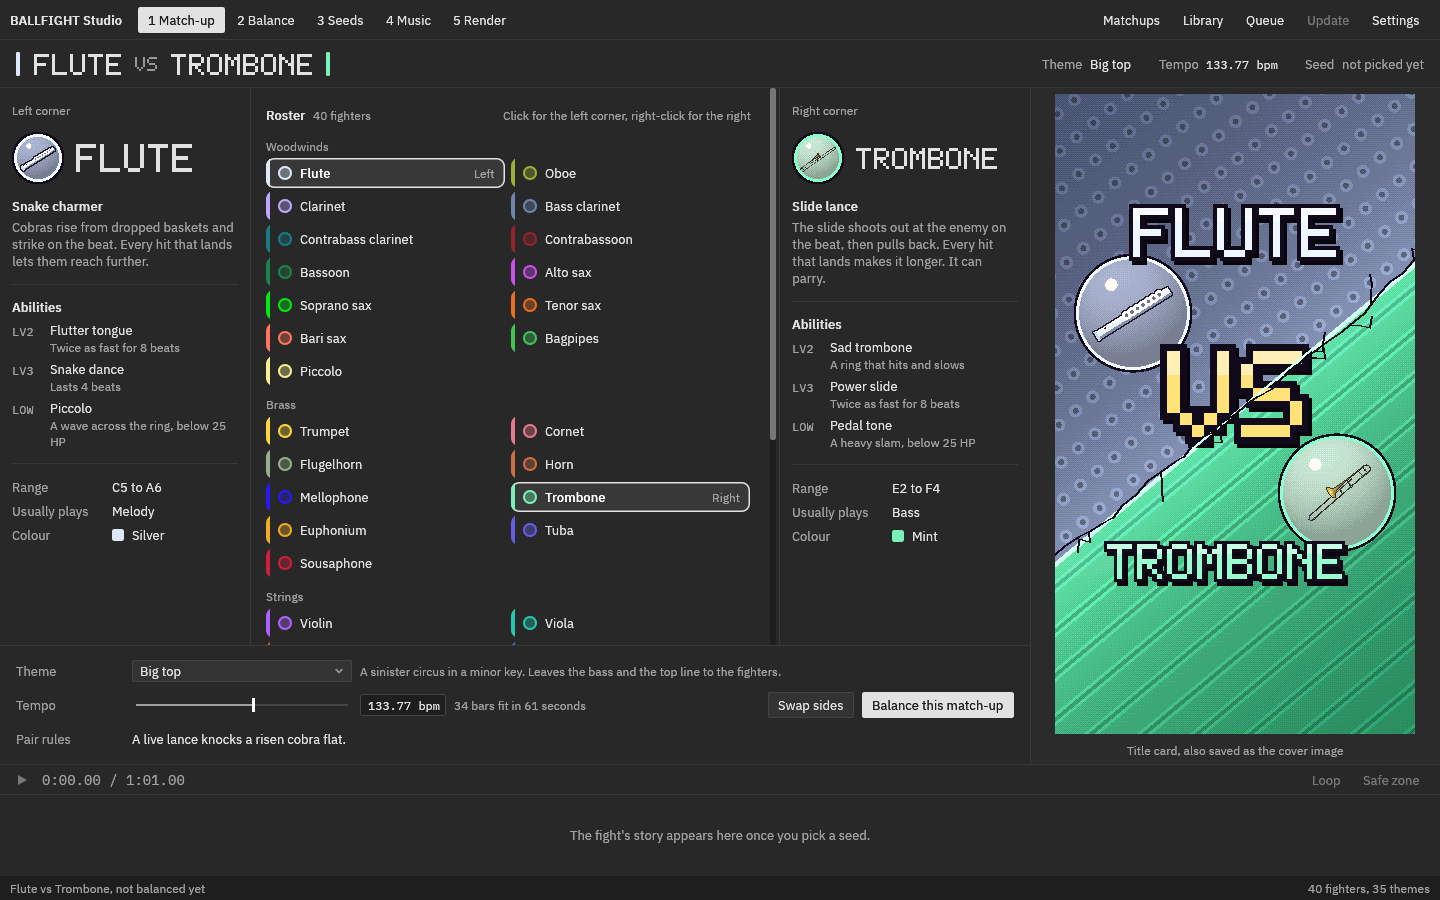 BALLFIGHT Studio
1 Match-up
2 Balance
3 Seeds
4 Music
5 Render
Matchups
Library
Queue
Update
Settings
FLUTE VS TROMBONE
Theme Big top
Tempo 133.77 bpm
Seed not picked yet
Left corner
FLUTE
Snake charmer
Cobras rise from dropped baskets and
strike on the beat. Every hit that lands
lets them reach further.
Abilities
LV2 Flutter tongue
Twice as fast for 8 beats
LV3 Snake dance
Lasts 4 beats
LOW Piccolo
A wave across the ring, below 25
HP
Range C5 to A6
Usually plays Melody
Colour Silver
Roster 40 fighters
Click for the left corner, right-click for the right
Woodwinds
Flute Left
Oboe
Clarinet
Bass clarinet
Contrabass clarinet
Contrabassoon
Bassoon
Alto sax
Soprano sax
Tenor sax
Bari sax
Bagpipes
Piccolo
Brass
Trumpet
Cornet
Flugelhorn
Horn
Mellophone
Trombone Right
Euphonium
Tuba
Sousaphone
Strings
Violin
Viola
Right corner
TROMBONE
Slide lance
The slide shoots out at the enemy on
the beat, then pulls back. Every hit
that lands makes it longer. It can
parry.
Abilities
LV2 Sad trombone
A ring that hits and slows
LV3 Power slide
Twice as fast for 8 beats
LOW Pedal tone
A heavy slam, below 25 HP
Range E2 to F4
Usually plays Bass
Colour Mint
FLUTE
VS
TROMBONE
Title card, also saved as the cover image
Theme Big top A sinister circus in a minor key. Leaves the bass and the top line to the fighters.
Tempo 133.77 bpm 34 bars fit in 61 seconds
Swap sides
Balance this match-up
Pair rules A live lance knocks a risen cobra flat.
0:00.00 / 1:01.00
Loop
Safe zone
The fight's story appears here once you pick a seed.
Flute vs Trombone, not balanced yet
40 fighters, 35 themes